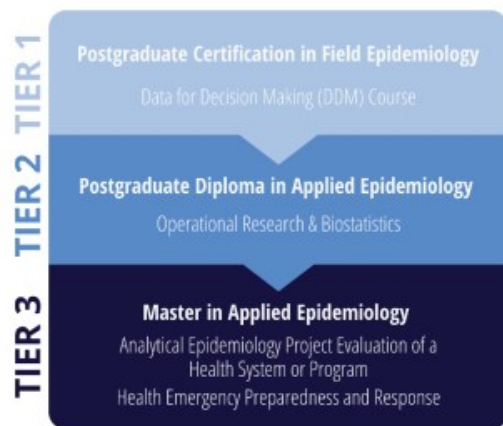 TIER 1
Postgraduate Certification in Field Epidemiology
Data for Decision Making (DDM) Course
TIER 2
Postgraduate Diploma in Applied Epidemiology
Operational Research & Biostatistics
TIER 3
Master in Applied Epidemiology
Analytical Epidemiology Project Evaluation of a
Health System or Program
Health Emergency Preparedness and Response